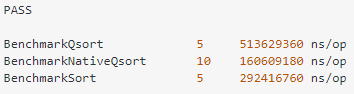 PASS
BenchmarkQsort 5 513629360 ns/op
BenchmarkNativeQsort 10 160609180 ns/op
BenchmarkSort 5 292416760 ns/op